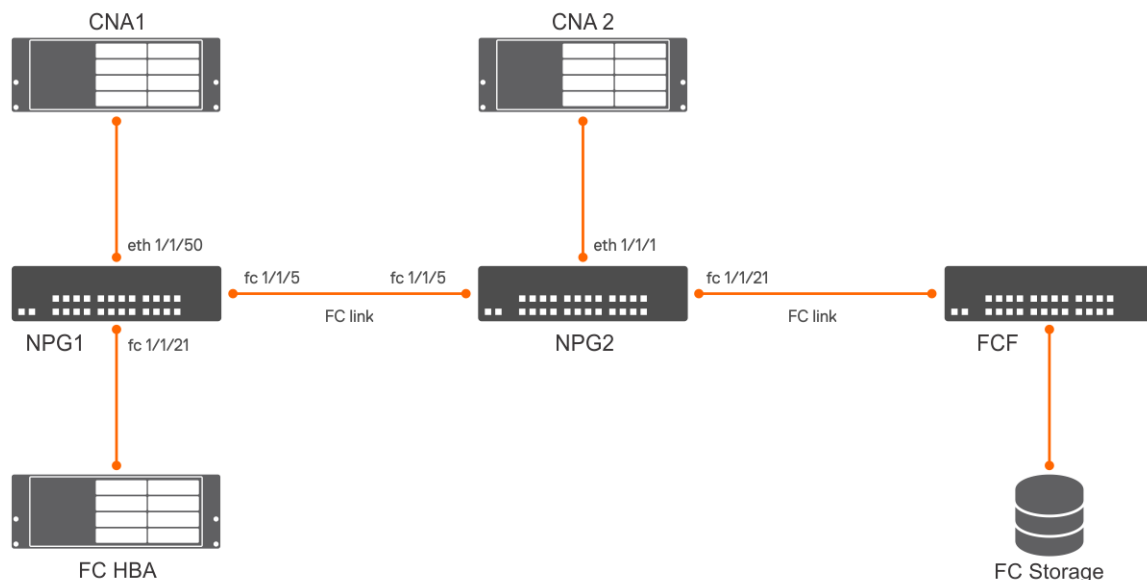 CNA1
CNA 2
eth 1/1/50
eth 1/1/1
fc 1/1/5
fc 1/1/5
fc 1/1/21
FC link
FC link
NPG1
fc 1/1/21
NPG2
FCF
FC HBA
FC Storage